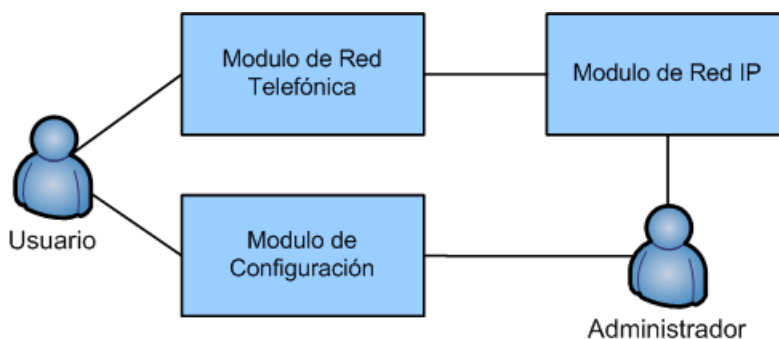 Modulo de Red
Telefónica
Modulo de Red IP
Usuario
Modulo de
Configuración
Administrador